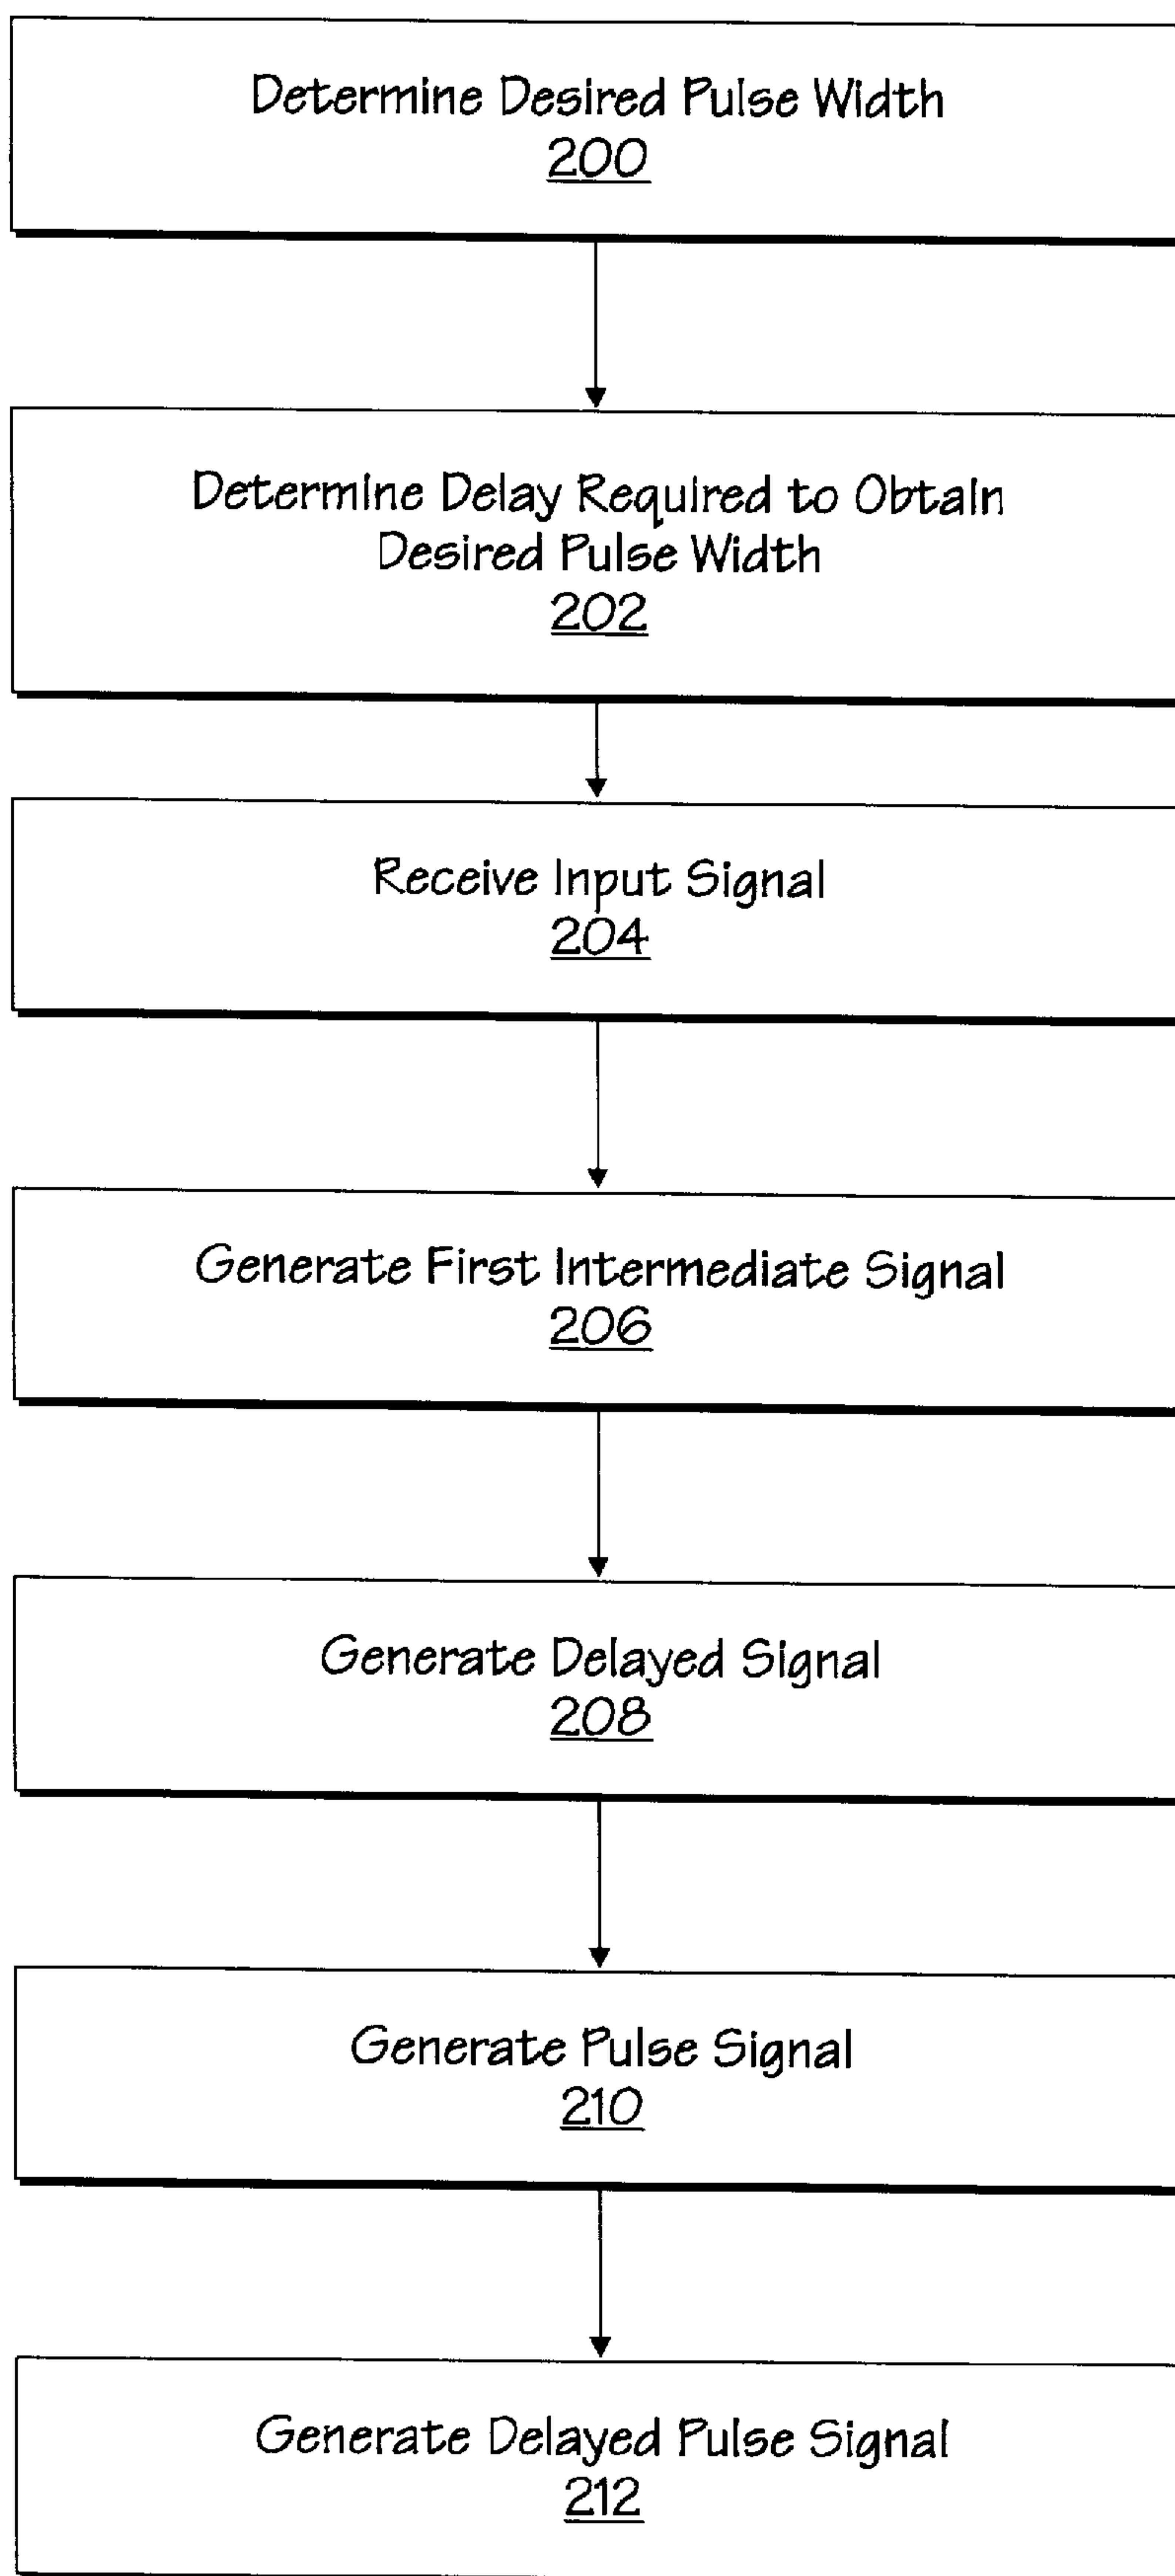 Determine Desired Pulse Width
200
Determine Delay Required to Obtain
Desired Pulse Width
202
Receive Input Signal
204
Generate First Intermediate Signal
206
Generate Delayed Signal
208
Generate Pulse Signal
210
Generate Delayed Pulse Signal
212